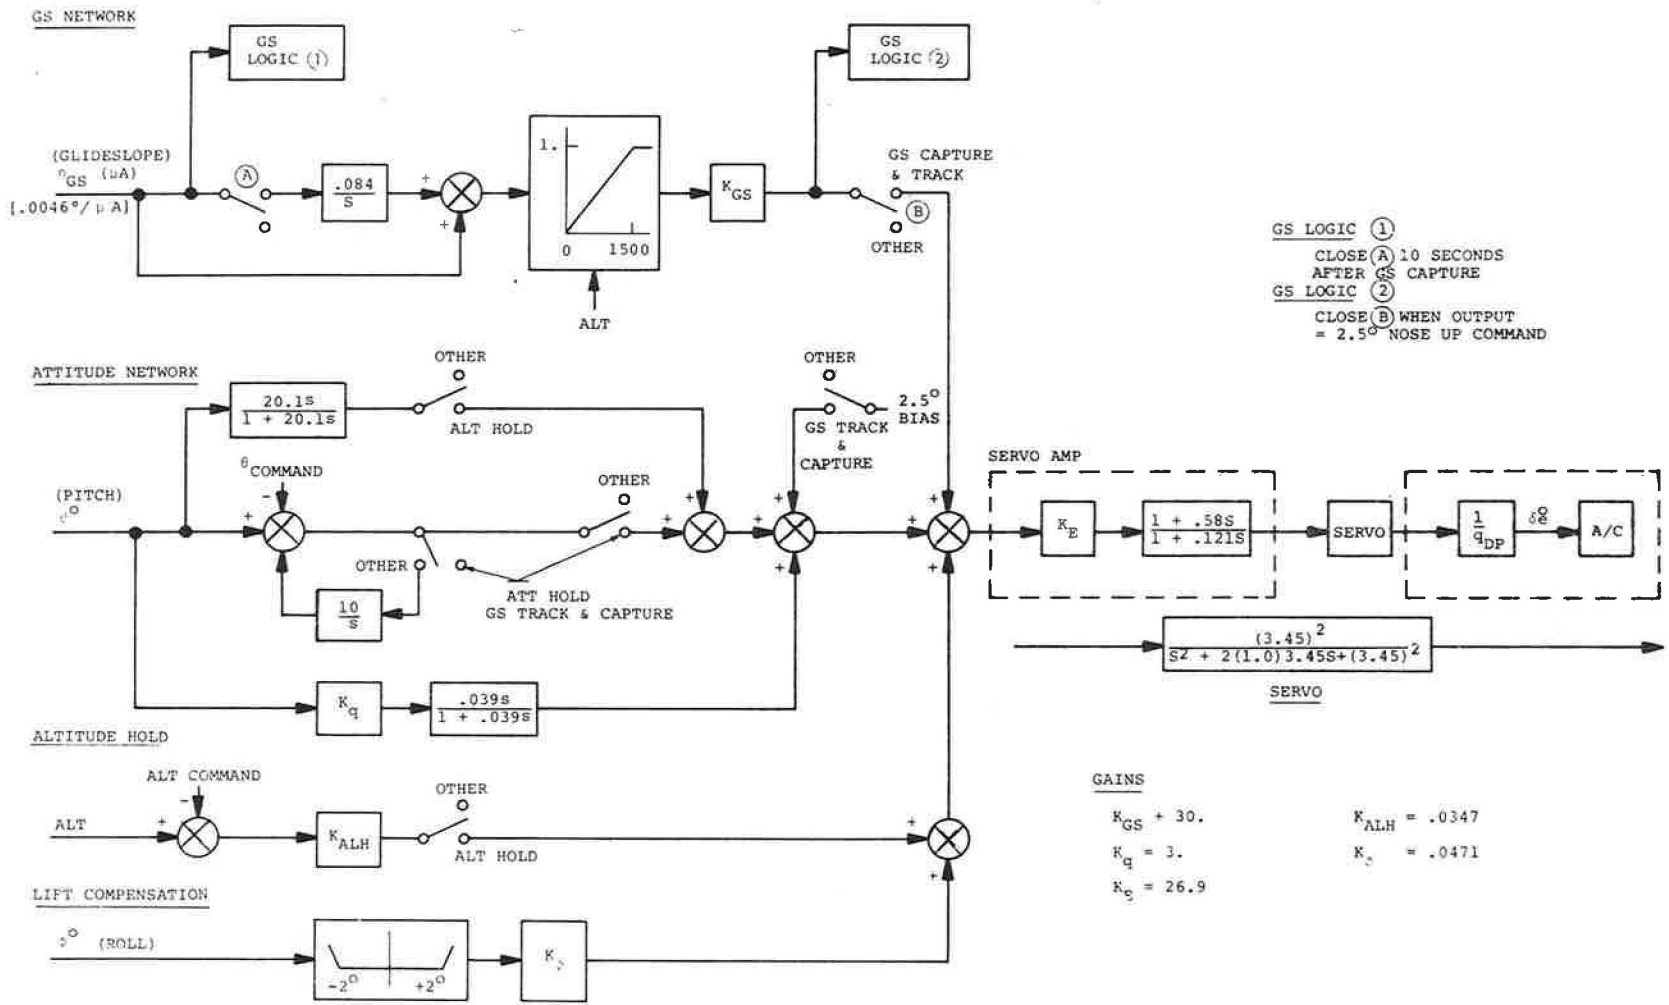 GS NETWORK
GS
LOGIC (1)
GS
LOGIC (2)
(GLIDESLOPE)
ηGS (μA)
[.0046°/μA]
A
.084
S
+
+
1.
0 1500
ALT
KGS
GS CAPTURE
& TRACK
B
OTHER
GS LOGIC (1)
CLOSE (A) 10 SECONDS
AFTER GS CAPTURE
GS LOGIC (2)
CLOSE (B) WHEN OUTPUT
= 2.5° NOSE UP COMMAND
ATTITUDE NETWORK
20.1s
1 + 20.1s
OTHER
ALT HOLD
OTHER
2.5°
BIAS
GS TRACK
&
CAPTURE
θCOMMAND
-
(PITCH)
+
OTHER
OTHER
ATT HOLD
GS TRACK & CAPTURE
10
s
+
+
+
+
+
+
+
+
SERVO AMP
KE
1 + .58S
1 + .121S
SERVO
1
qDP
δe°
A/C
(3.45)²
S² + 2(1.0)3.45S+(3.45)²
SERVO
Kq
.039s
1 + .039s
ALTITUDE HOLD
ALT COMMAND
-
ALT
+
KALH
OTHER
ALT HOLD
+
+
GAINS
KGS + 30.
KALH = .0347
Kq = 3.
K = .0471
K = 26.9
LIFT COMPENSATION
(ROLL)
-2° +2°
K